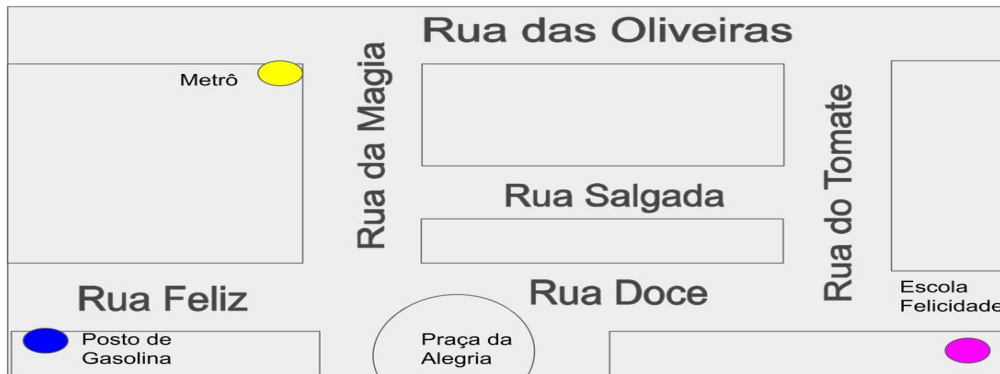 Rua das Oliveiras
Metrô
Rua da Magia
Rua do Tomate
Rua Salgada
Rua Feliz
Rua Doce
Escola
Felicidade
Posto de
Gasolina
Praça da
Alegria